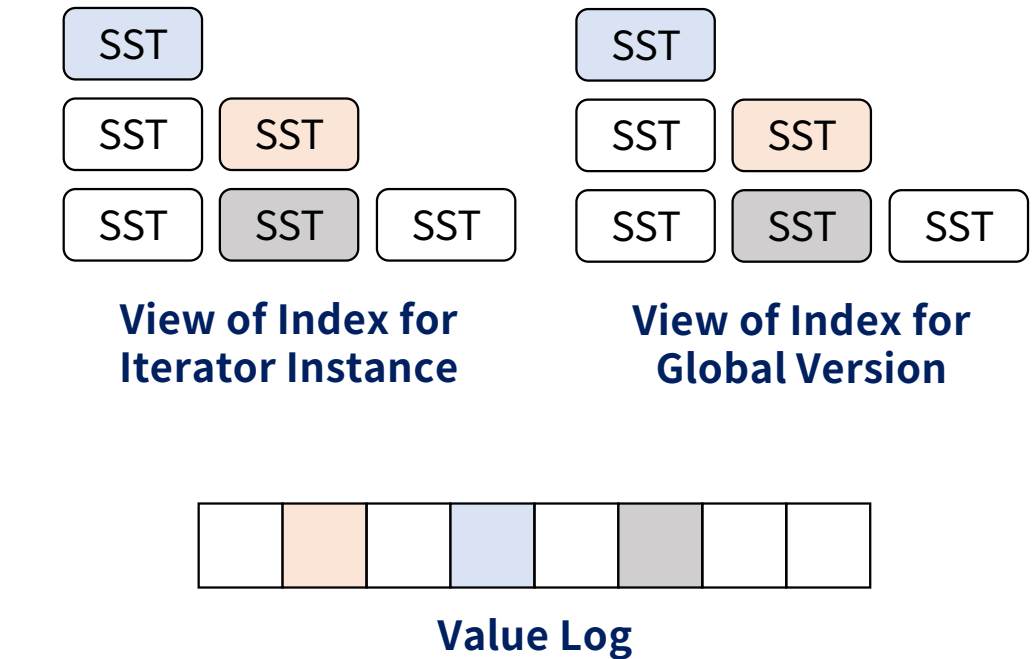 SST
SST SST
SST SST SST
View of Index for
Iterator Instance
SST
SST SST
SST SST SST
View of Index for
Global Version
Value Log